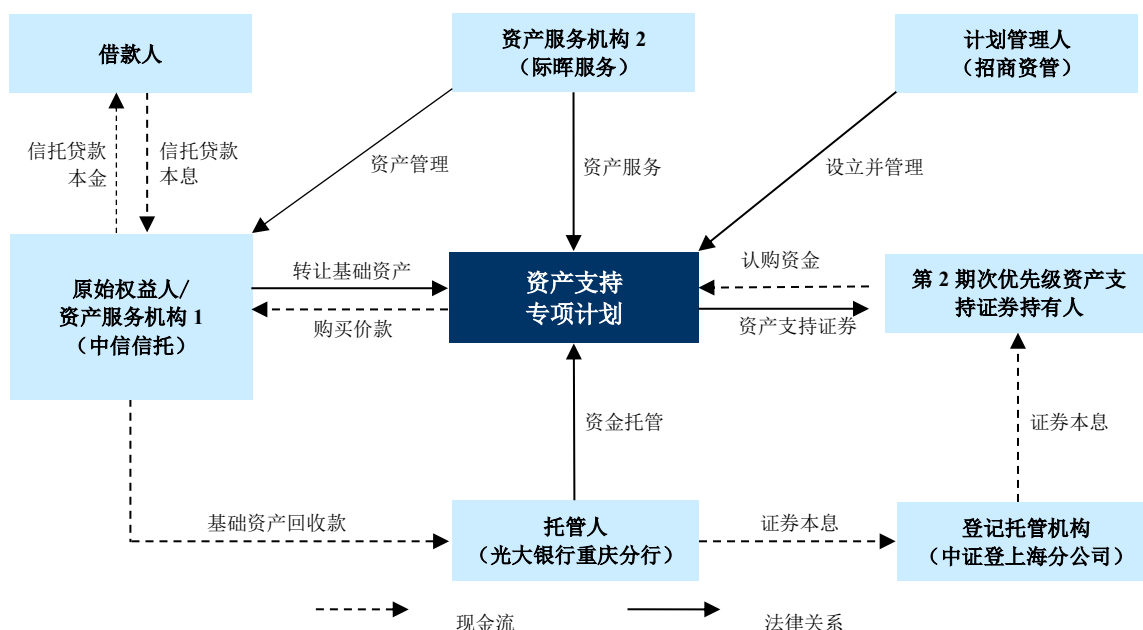 借款人
资产服务机构 2
（际晖服务）
计划管理人
（招商资管）
信托贷款
本金
信托贷款
本息
资产管理
资产服务
设立并管理
原始权益人/
资产服务机构 1
（中信信托）
转让基础资产
购买价款
资产支持
专项计划
认购资金
资产支持证券
第 2 期次优先级资产支
持证券持有人
资金托管
证券本息
基础资产回收款
托管人
（光大银行重庆分行）
证券本息
登记托管机构
（中证登上海分公司）
现金流
法律关系